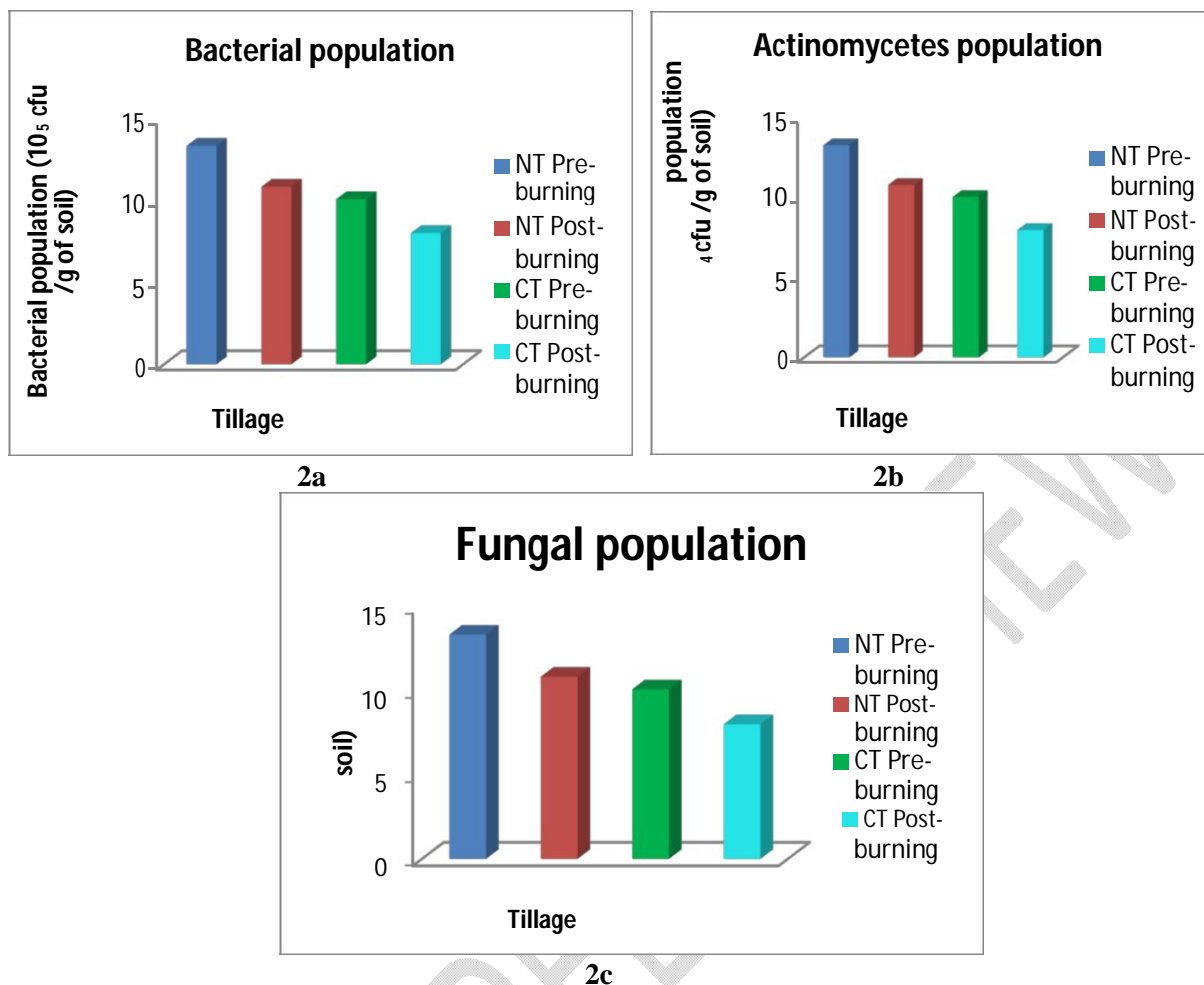 Bacterial population
Bacterial population (10₅ cfu
/g of soil)
15
10
5
0
NT Pre-
burning
NT Post-
burning
CT Pre-
burning
CT Post-
burning
Tillage
2a
Actinomycetes population
population
₄ cfu /g of soil)
15
10
5
0
NT Pre-
burning
NT Post-
burning
CT Pre-
burning
CT Post-
burning
Tillage
2b
Fungal population
soil)
15
10
5
0
NT Pre-
burning
NT Post-
burning
CT Pre-
burning
CT Post-
burning
Tillage
2c